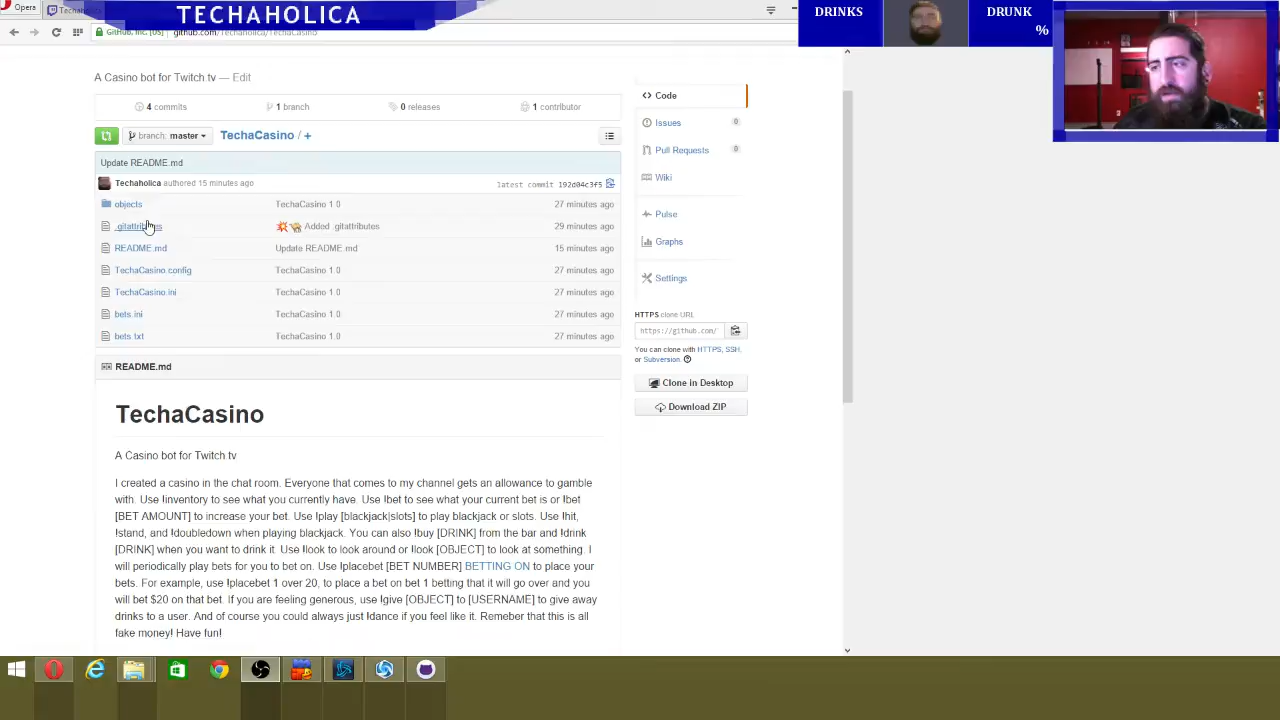 Opera
Techaholica
TECHAHOLICA
DRINKS
DRUNK
%
GitHub, Inc. [US]
github.com/Techaholica/TechaCasino
A Casino bot for Twitch tv — Edit
4 commits
1 branch
0 releases
1 contributor
branch: master
TechaCasino / +
Update README.md
Techaholica authored 15 minutes ago
latest commit 192d04c3f5
objects
TechaCasino 1.0
27 minutes ago
.gitattributes
Added .gitattributes
29 minutes ago
README.md
Update README.md
15 minutes ago
TechaCasino.config
TechaCasino 1.0
27 minutes ago
TechaCasino.ini
TechaCasino 1.0
27 minutes ago
bets.ini
TechaCasino 1.0
27 minutes ago
bets.txt
TechaCasino 1.0
27 minutes ago
README.md
TechaCasino
A Casino bot for Twitch tv
I created a casino in the chat room. Everyone that comes to my channel gets an allowance to gamble
with. Use !inventory to see what you currently have. Use !bet to see what your current bet is or !bet
[BET AMOUNT] to increase your bet. Use !play [blackjack|slots] to play blackjack or slots. Use !hit,
!stand, and !doubledown when playing blackjack. You can also !buy [DRINK] from the bar and !drink
[DRINK] when you want to drink it. Use !look to look around or !look [OBJECT] to look at something. I
will periodically play bets for you to bet on. Use !placebet [BET NUMBER] BETTING ON to place your
bets. For example, use !placebet 1 over 20, to place a bet on bet 1 betting that it will go over and you
will bet $20 on that bet. If you are feeling generous, use !give [OBJECT] to [USERNAME] to give away
drinks to a user. And of course you could always just !dance if you feel like it. Remeber that this is all
fake money! Have fun!
Code
Issues
0
Pull Requests
0
Wiki
Pulse
Graphs
Settings
HTTPS clone URL
https://github.com/
You can clone with HTTPS, SSH,
or Subversion.
Clone in Desktop
Download ZIP